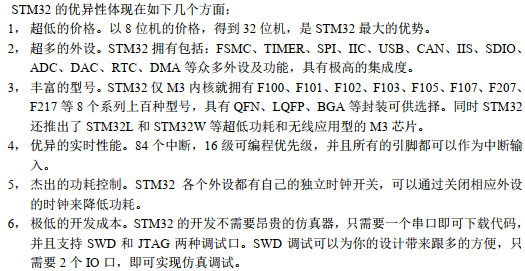 STM32 的优异性体现在如下几个方面：
1，超低的价格。以 8 位机的价格，得到 32 位机，是 STM32 最大的优势。
2，超多的外设。STM32 拥有包括：FSMC、TIMER、SPI、IIC、USB、CAN、IIS、SDIO、
ADC、DAC、RTC、DMA 等众多外设及功能，具有极高的集成度。
3，丰富的型号。STM32 仅 M3 内核就拥有 F100、F101、F102、F103、F105、F107、F207、
F217 等 8 个系列上百种型号，具有 QFN、LQFP、BGA 等封装可供选择。同时 STM32
还推出了 STM32L 和 STM32W 等超低功耗和无线应用型的 M3 芯片。
4，优异的实时性能。84 个中断，16 级可编程优先级，并且所有的引脚都可以作为中断输
入。
5，杰出的功耗控制。STM32 各个外设都有自己的独立时钟开关，可以通过关闭相应外设
的时钟来降低功耗。
6，极低的开发成本。STM32 的开发不需要昂贵的仿真器，只需要一个串口即可下载代码，
并且支持 SWD 和 JTAG 两种调试口。SWD 调试可以为你的设计带来跟多的方便，只
需要 2 个 IO 口，即可实现仿真调试。